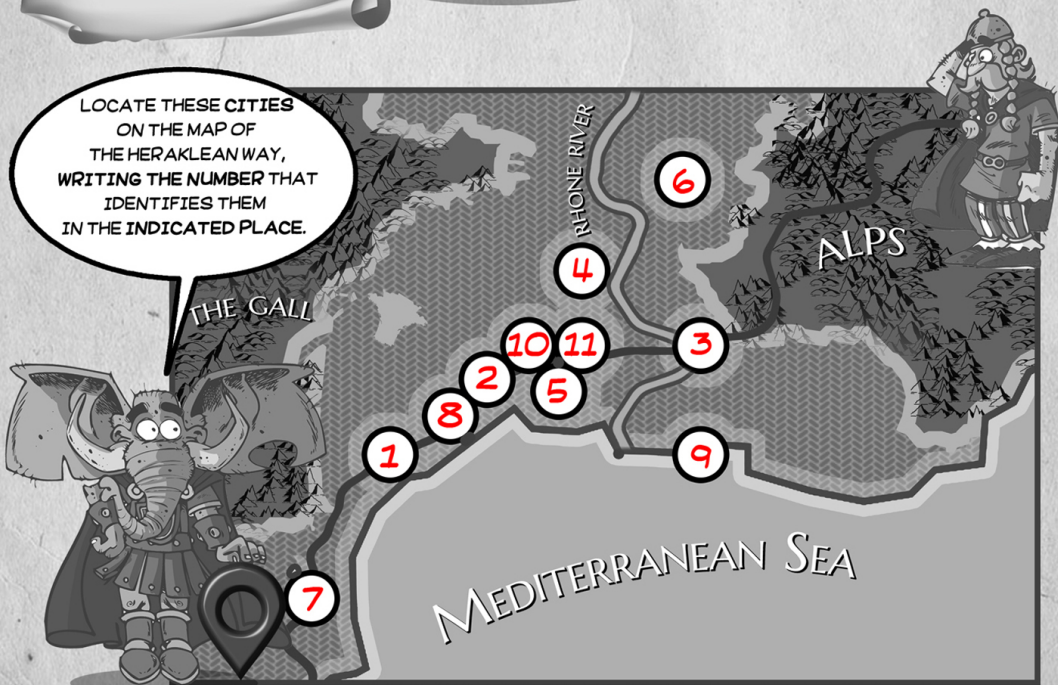 LOCATE THESE CITIES
ON THE MAP OF
THE HERAKLEAN WAY,
WRITING THE NUMBER THAT
IDENTIFIES THEM
IN THE INDICATED PLACE.
RHONE RIVER
6
4
ALPS
THE GALL
10 11 3
2
5
8
1
9
MEDITERRANEAN SEA
7